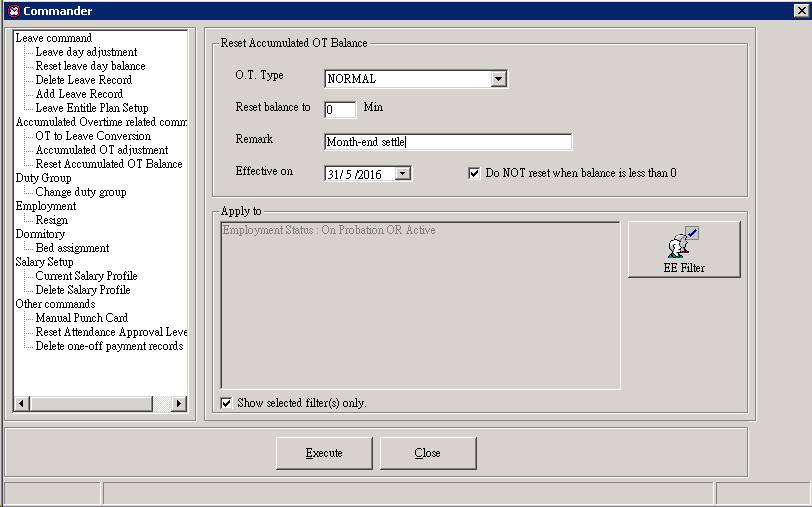 Commander
Leave command
Leave day adjustment
Reset leave day balance
Delete Leave Record
Add Leave Record
Leave Entitle Plan Setup
Accumulated Overtime related comm
OT to Leave Conversion
Accumulated OT adjustment
Reset Accumulated OT Balance
Duty Group
Change duty group
Employment
Resign
Dormitory
Bed assignment
Salary Setup
Current Salary Profile
Delete Salary Profile
Other commands
Manual Punch Card
Reset Attendance Approval Leve
Delete one-off payment records
Reset Accumulated OT Balance
O.T. Type NORMAL
Reset balance to 0 Min
Remark Month-end settle
Effective on 31/ 5 /2016 Do NOT reset when balance is less than 0
Apply to
Employment Status : On Probation OR Active
EE Filter
Show selected filter(s) only.
Execute Close